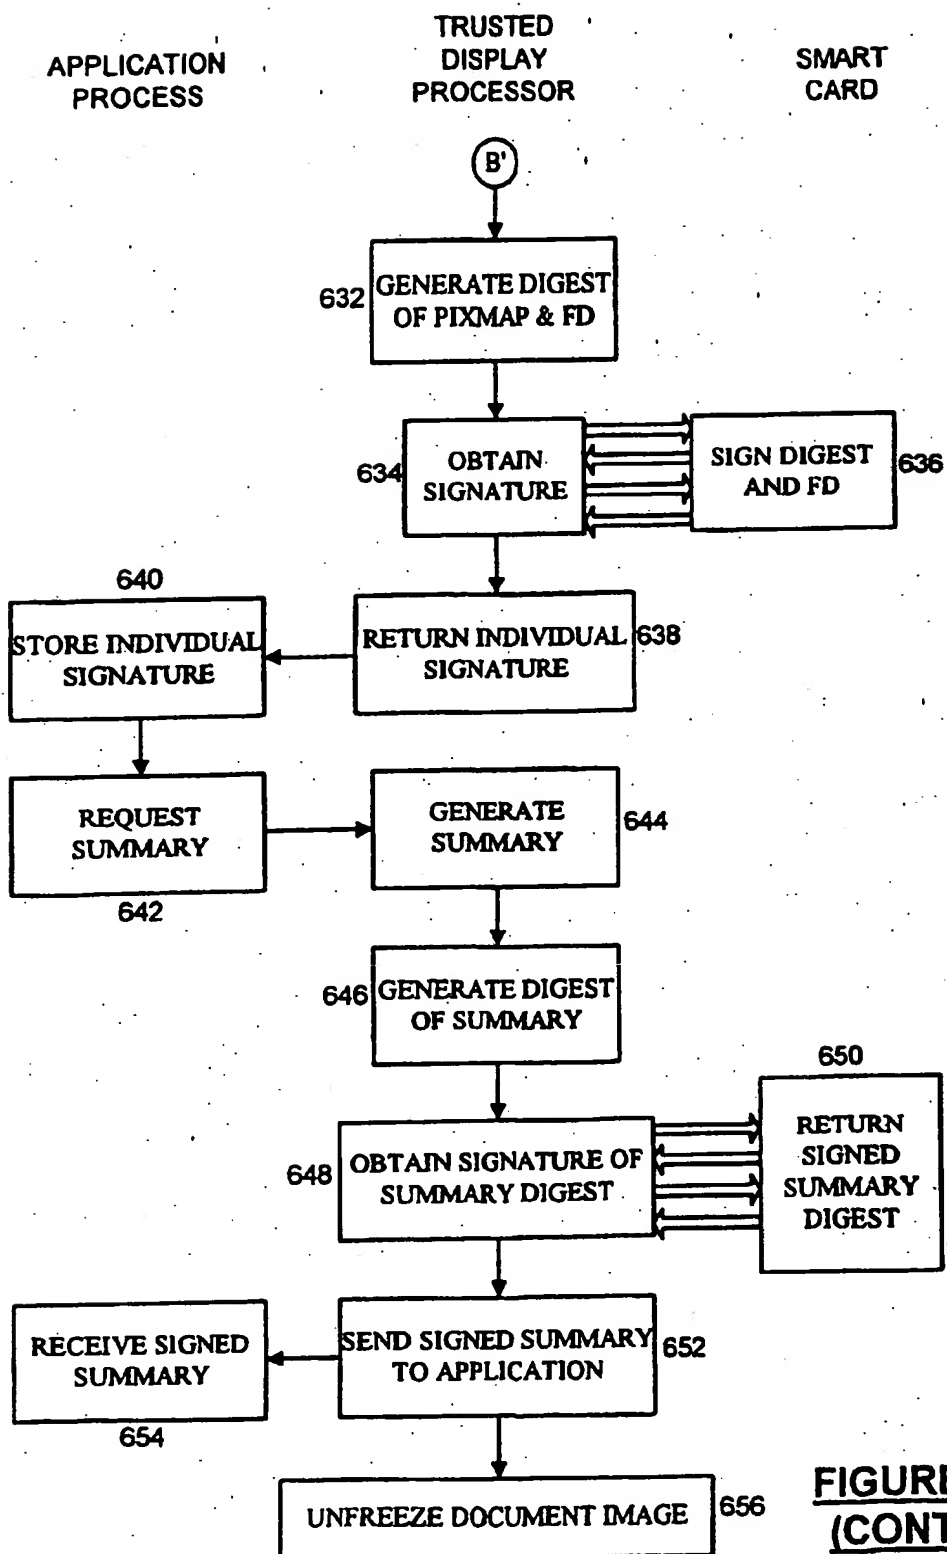 APPLICATION
PROCESS
TRUSTED
DISPLAY
PROCESSOR
SMART
CARD
B'
632
GENERATE DIGEST
OF PIXMAP & FD
634
OBTAIN
SIGNATURE
SIGN DIGEST
AND FD
636
640
STORE INDIVIDUAL
SIGNATURE
RETURN INDIVIDUAL
SIGNATURE
638
REQUEST
SUMMARY
642
GENERATE
SUMMARY
644
646
GENERATE DIGEST
OF SUMMARY
648
OBTAIN SIGNATURE OF
SUMMARY DIGEST
650
RETURN
SIGNED
SUMMARY
DIGEST
RECEIVE SIGNED
SUMMARY
654
SEND SIGNED SUMMARY
TO APPLICATION
652
UNFREEZE DOCUMENT IMAGE
656
FIGURE
(CONT